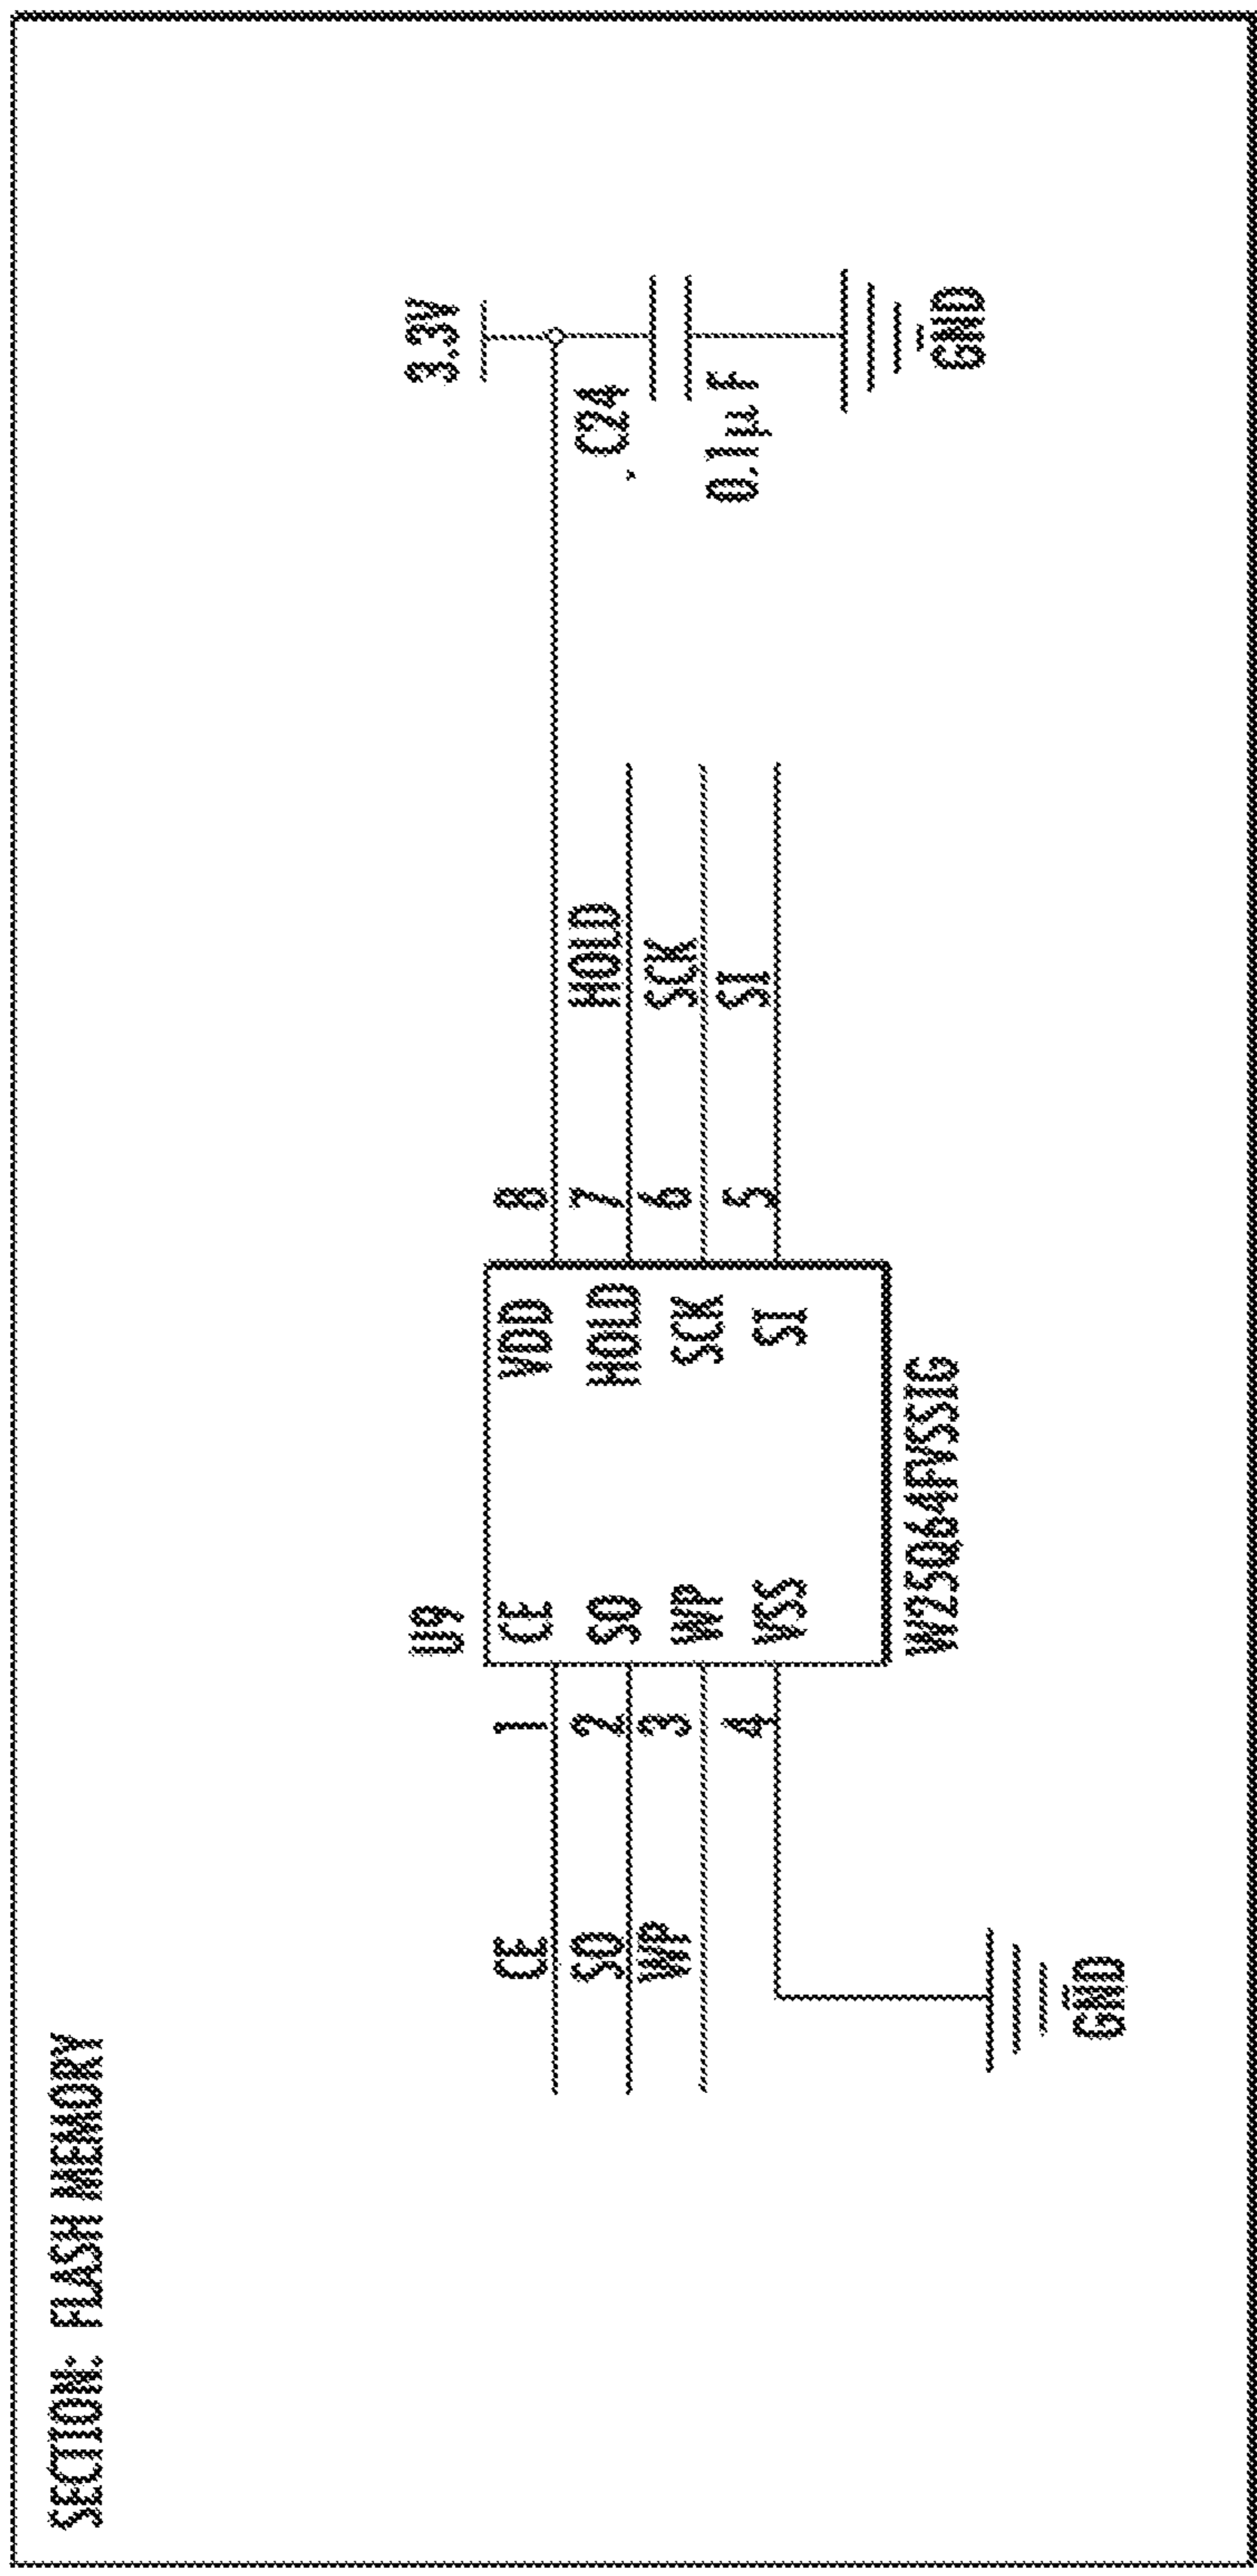 SECTION: FLASH MEMORY
U9
CE 1 CE VDD 8
SO 2 SO HOLD 7 HOLD
WP 3 WP SCK 6 SCK
4 VSS SI 5 SI
W25Q64FVSSIG
GND
3.3V
C24
0.1μF
GND